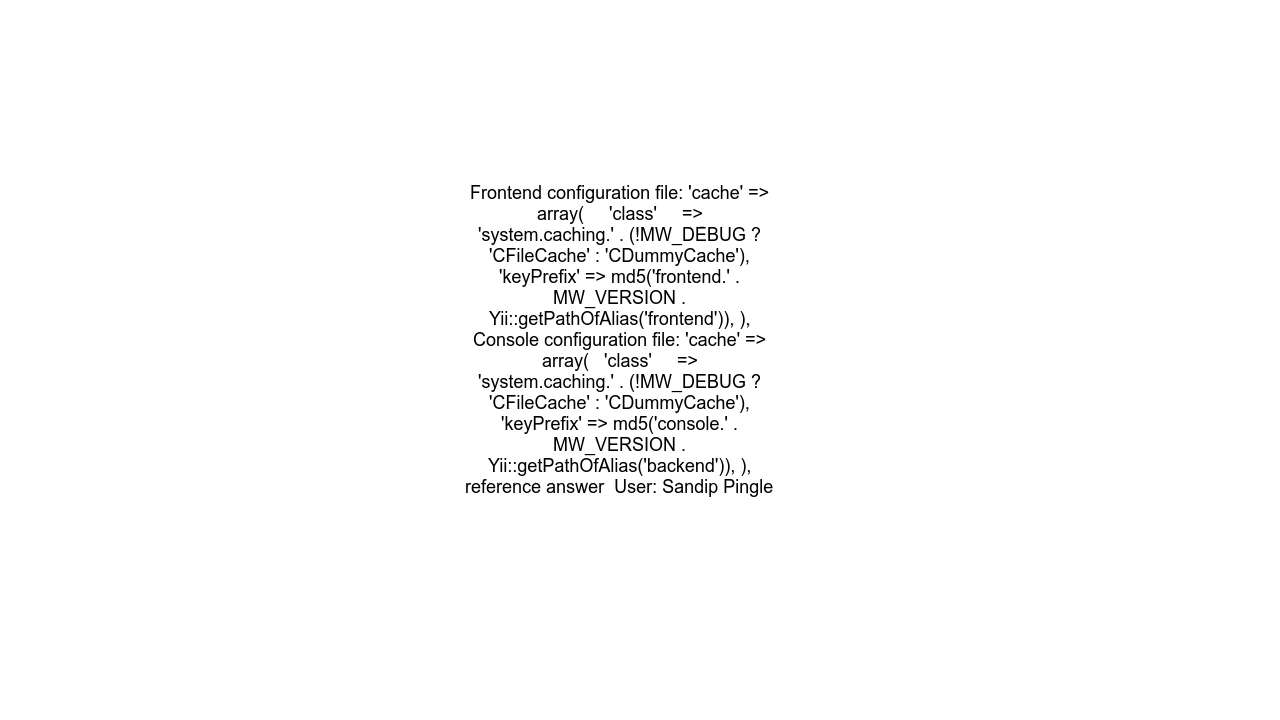 Frontend configuration file: 'cache' =>
array(     'class'     =>
'system.caching.' . (!MW_DEBUG ?
'CFileCache' : 'CDummyCache'),
'keyPrefix' => md5('frontend.' .
MW_VERSION .
Yii::getPathOfAlias('frontend')), ),
Console configuration file: 'cache' =>
array(   'class'     =>
'system.caching.' . (!MW_DEBUG ?
'CFileCache' : 'CDummyCache'),
'keyPrefix' => md5('console.' .
MW_VERSION .
Yii::getPathOfAlias('backend')), ),
reference answer  User: Sandip Pingle